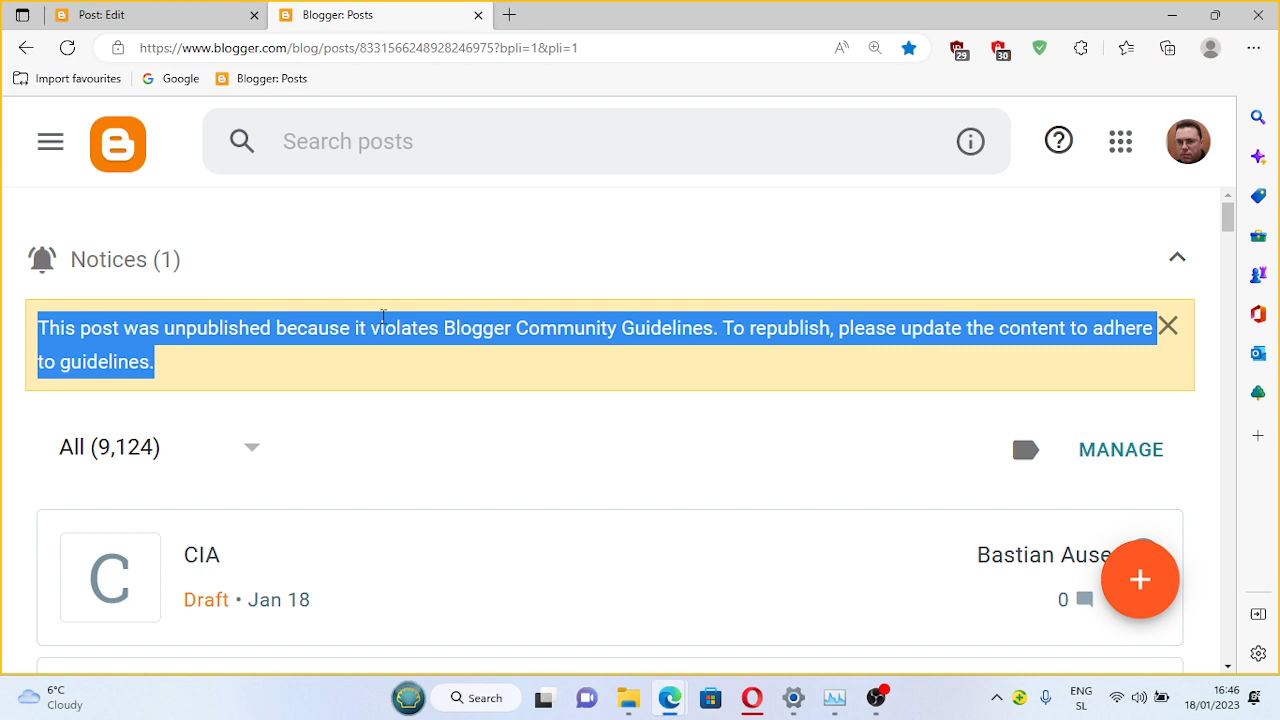 Post: Edit
Blogger: Posts
https://www.blogger.com/blog/posts/8331566248928246975?bpli=1&pli=1
29
30
Import favourites
Google
Blogger: Posts
Search posts
Notices (1)
This post was unpublished because it violates Blogger Community Guidelines. To republish, please update the content to adhere
to guidelines.
All (9,124)
MANAGE
C
CIA
Bastian Ause
Draft • Jan 18
0
6°C
Cloudy
Search
ENG
SL
16:46
18/01/2023